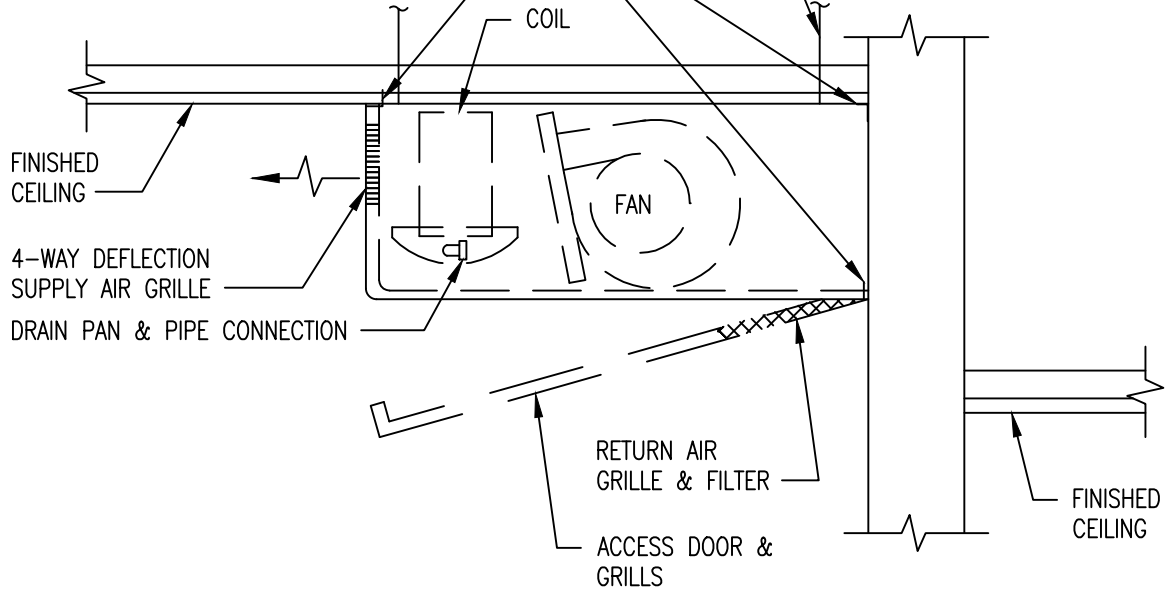 COIL
FINISHED
CEILING
FAN
4-WAY DEFLECTION
SUPPLY AIR GRILLE
DRAIN PAN & PIPE CONNECTION
RETURN AIR
GRILLE & FILTER
FINISHED
CEILING
ACCESS DOOR &
GRILLS